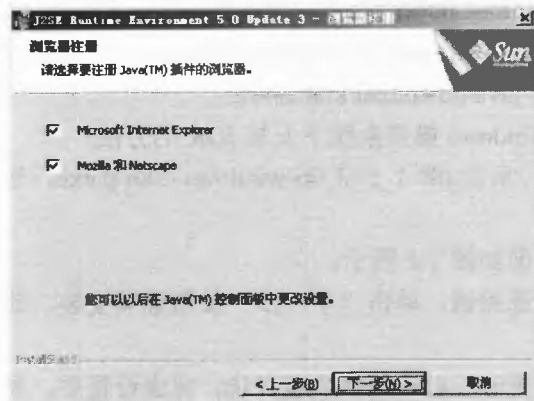 J2SE Runtime Environment 5.0 Update 3 - 浏览器注册
浏览器注册
请选择要注册 Java(TM) 插件的浏览器。
Sun
Microsoft Internet Explorer
Mozilla 和 Netscape
您可以以后在 Java(TM) 控制面板中更改设置。
InstallShield
< 上一步(B)
下一步(N) >
取消